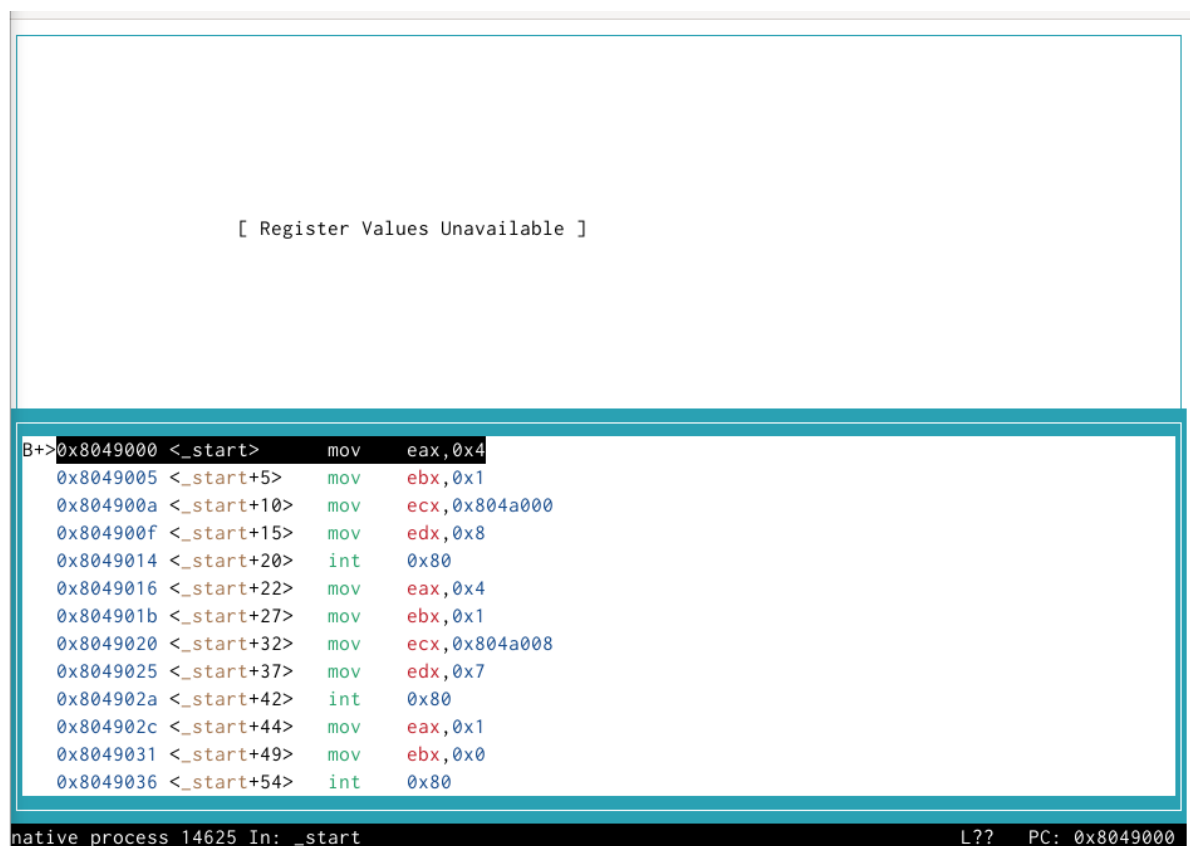 [ Register Values Unavailable ]
B+>0x8049000 <_start> mov eax,0x4
0x8049005 <_start+5> mov ebx,0x1
0x804900a <_start+10> mov ecx,0x804a000
0x804900f <_start+15> mov edx,0x8
0x8049014 <_start+20> int 0x80
0x8049016 <_start+22> mov eax,0x4
0x804901b <_start+27> mov ebx,0x1
0x8049020 <_start+32> mov ecx,0x804a008
0x8049025 <_start+37> mov edx,0x7
0x804902a <_start+42> int 0x80
0x804902c <_start+44> mov eax,0x1
0x8049031 <_start+49> mov ebx,0x0
0x8049036 <_start+54> int 0x80
native process 14625 In: _start L?? PC: 0x8049000